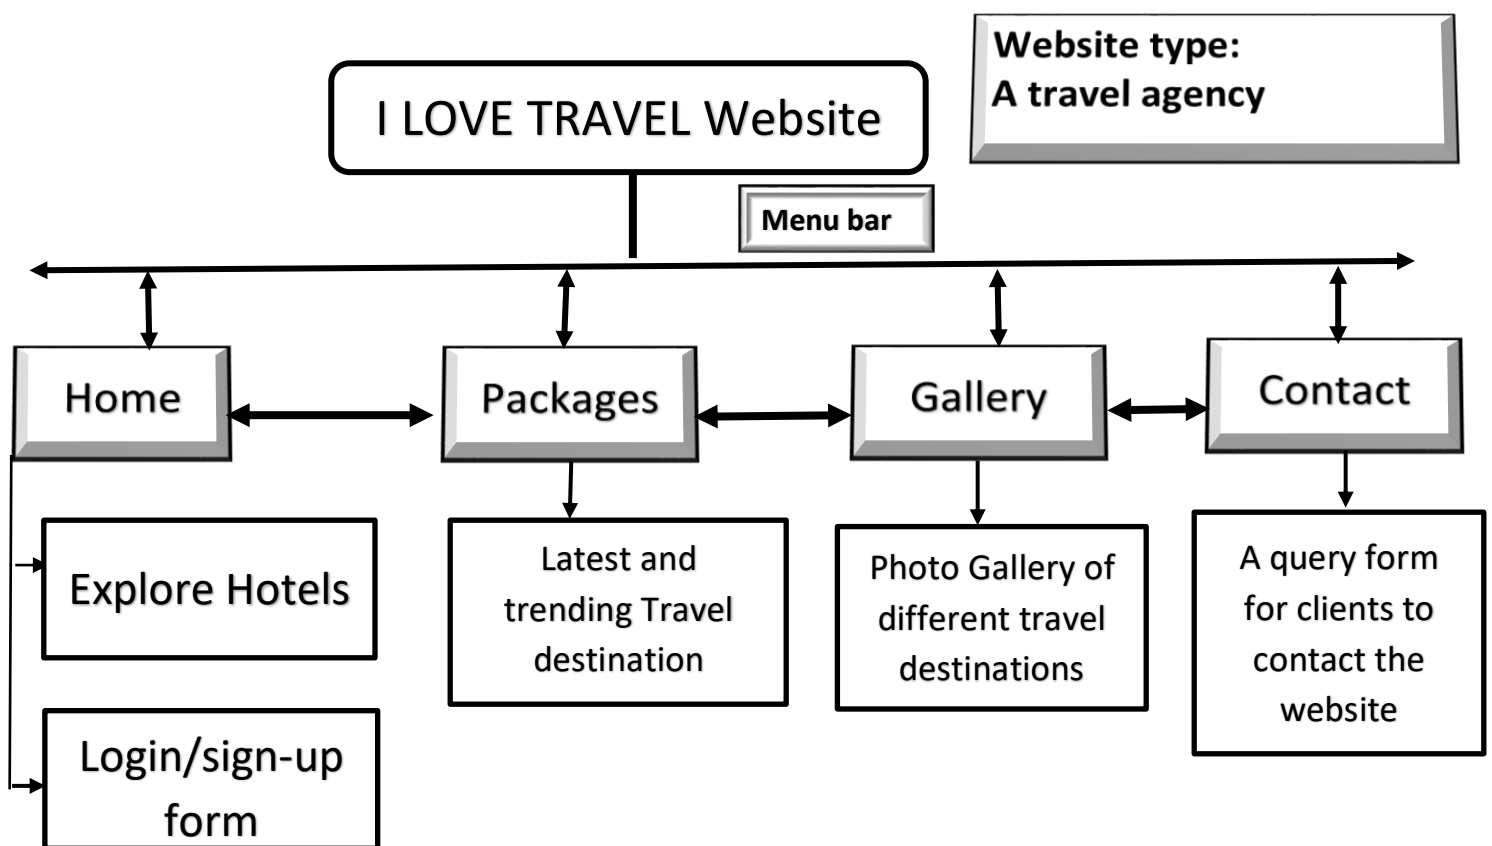 Website type:
A travel agency
I LOVE TRAVEL Website
Menu bar
Home
Packages
Gallery
Contact
Explore Hotels
Login/sign-up
form
Latest and
trending Travel
destination
Photo Gallery of
different travel
destinations
A query form
for clients to
contact the
website